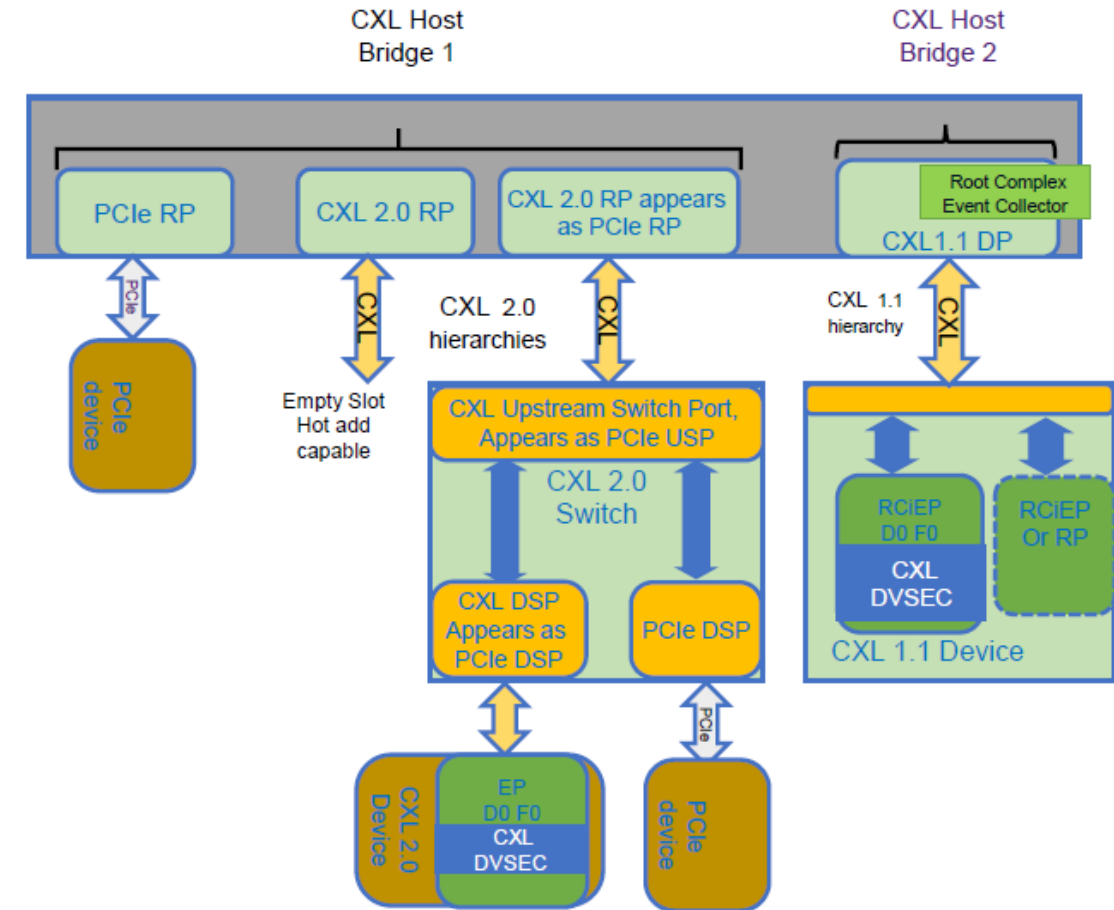 CXL Host
Bridge 1
CXL Host
Bridge 2
PCIe RP
CXL 2.0 RP
CXL 2.0 RP appears
as PCIe RP
Root Complex
Event Collector
CXL1.1 DP
PCIe
CXL
CXL 2.0
hierarchies
CXL
CXL 1.1
hierarchy
CXL
PCIe
device
Empty Slot
Hot add
capable
CXL Upstream Switch Port,
Appears as PCIe USP
CXL 2.0
Switch
CXL DSP
Appears as
PCIe DSP
PCIe DSP
RCiEP
D0 F0
CXL
DVSEC
RCiEP
Or RP
CXL 1.1 Device
PCIe
CXL 2.0
Device
EP
D0 F0
CXL
DVSEC
PCIe
device